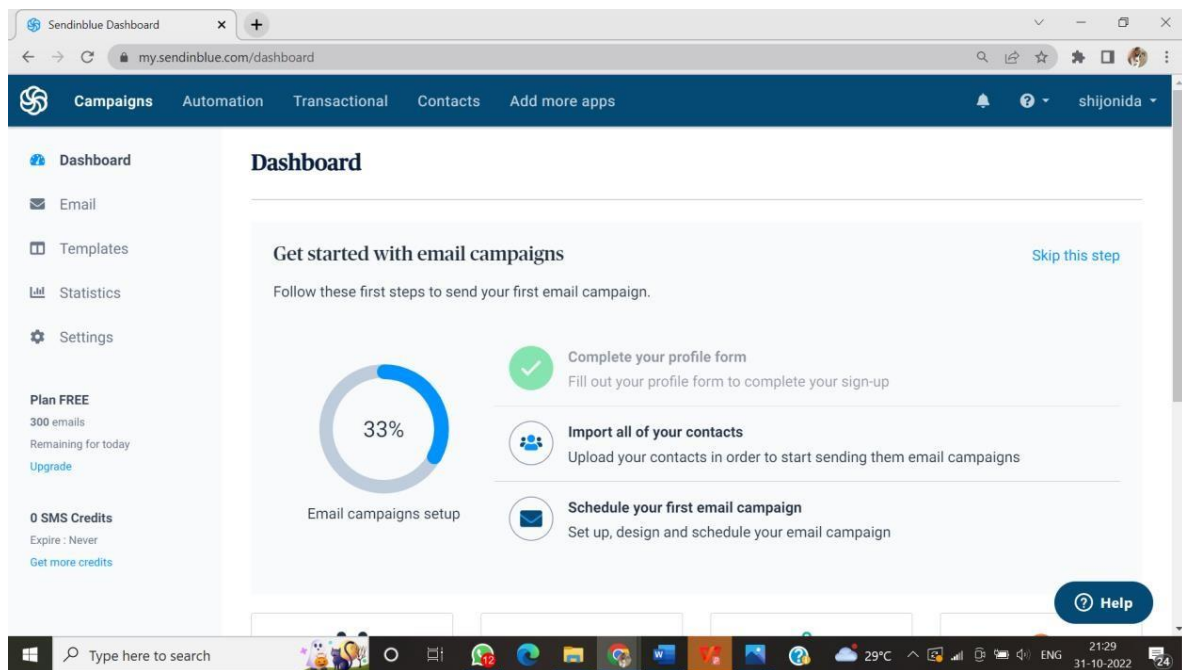 Sendinblue Dashboard
my.sendinblue.com/dashboard
Campaigns Automation Transactional Contacts Add more apps shijonida
Dashboard
Email
Templates
Statistics
Settings
Plan FREE
300 emails
Remaining for today
Upgrade
0 SMS Credits
Expire : Never
Get more credits
Dashboard
Get started with email campaigns
Skip this step
Follow these first steps to send your first email campaign.
33%
Email campaigns setup
Complete your profile form
Fill out your profile form to complete your sign-up
Import all of your contacts
Upload your contacts in order to start sending them email campaigns
Schedule your first email campaign
Set up, design and schedule your email campaign
Help
Type here to search
12
29°C
ENG
21:29
31-10-2022
24